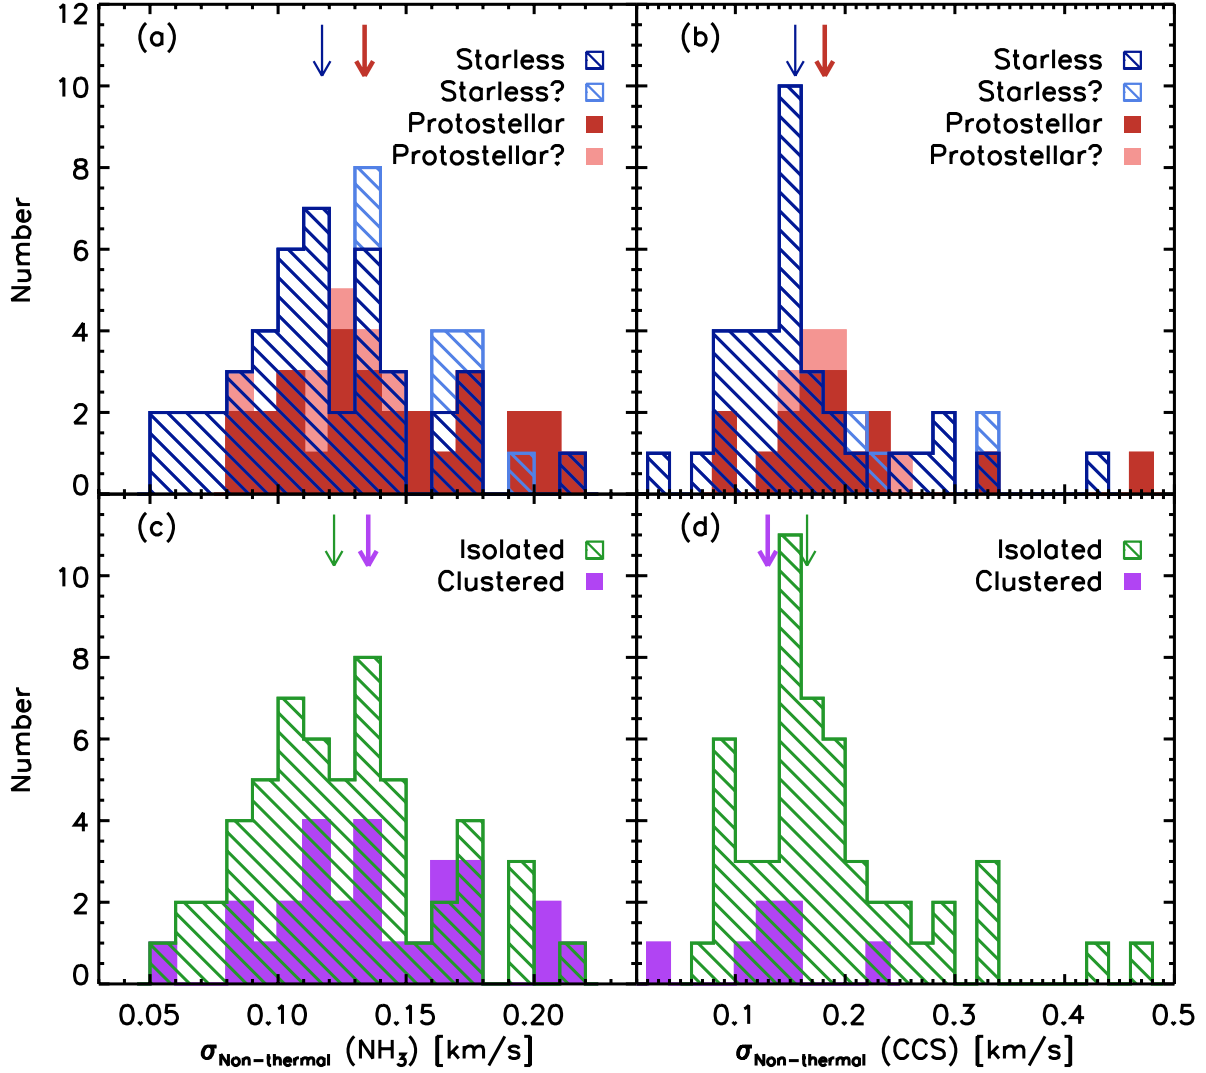 12
(a)
(b)
Starless
Starless?
Protostellar
Protostellar?
Starless
Starless?
Protostellar
Protostellar?
10
8
6
4
2
0
Number
(c)
(d)
Isolated
Clustered
Isolated
Clustered
10
8
6
4
2
0
Number
0.05 0.10 0.15 0.20
0.1 0.2 0.3 0.4 0.5
σNon-thermal (NH3) [km/s]
σNon-thermal (CCS) [km/s]